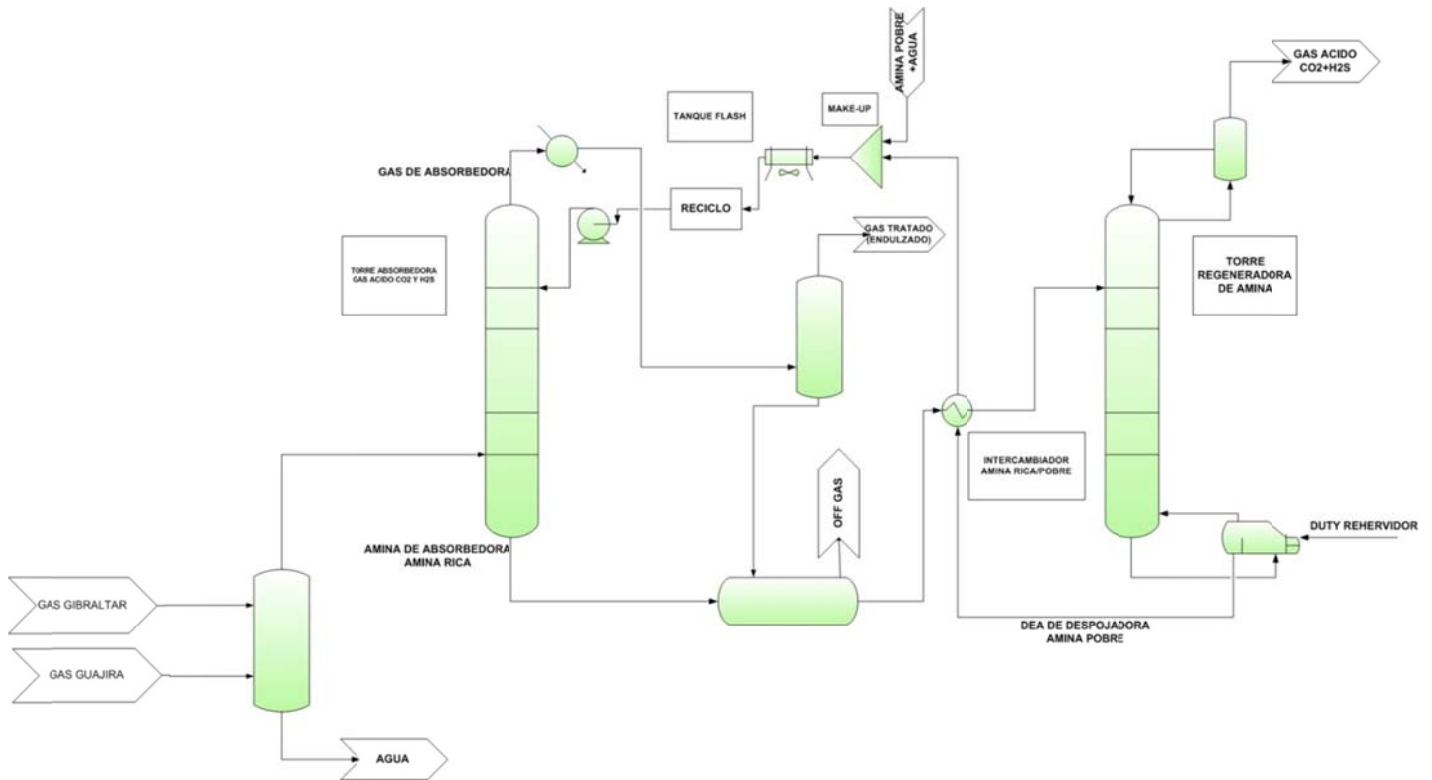 AMINA POBRE
+AGUA
GAS ACIDO
CO2+H2S
TANQUE FLASH
MAKE-UP
GAS DE ABSORBEDORA
RECICLO
GAS TRATADO
(ENDULZADO)
T0RRE ABSORBEDORA
GAS ACIDO CO2 Y H2S
TORRE
REGENERAD0RA
DE AMINA
INTERCAMBIADOR
AMINA RICA/POBRE
OFF GAS
DUTY REHERVIDOR
AMINA DE ABSORBEDORA
AMINA RICA
GAS GIBRALTAR
DEA DE DESPOJADORA
AMINA POBRE
GAS GUAJIRA
AGUA